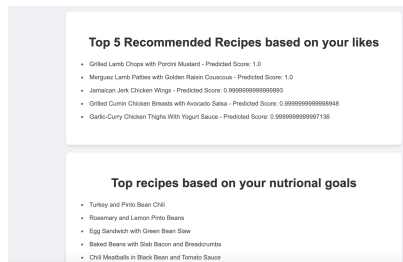 Top 5 Recommended Recipes based on your likes
Grilled Lamb Chops with Porcini Mustard - Predicted Score: 1.0
Merguez Lamb Patties with Golden Raisin Couscous - Predicted Score: 1.0
Jamaican Jerk Chicken Wings - Predicted Score: 0.9999999999999993
Grilled Cumin Chicken Breasts with Avocado Salsa - Predicted Score: 0.9999999999998948
Garlic-Curry Chicken Thighs With Yogurt Sauce - Predicted Score: 0.9999999999997136
Top recipes based on your nutrional goals
Turkey and Pinto Bean Chili
Rosemary and Lemon Pinto Beans
Egg Sandwich with Green Bean Slaw
Baked Beans with Slab Bacon and Breadcrumbs
Chili Meatballs in Black Bean and Tomato Sauce